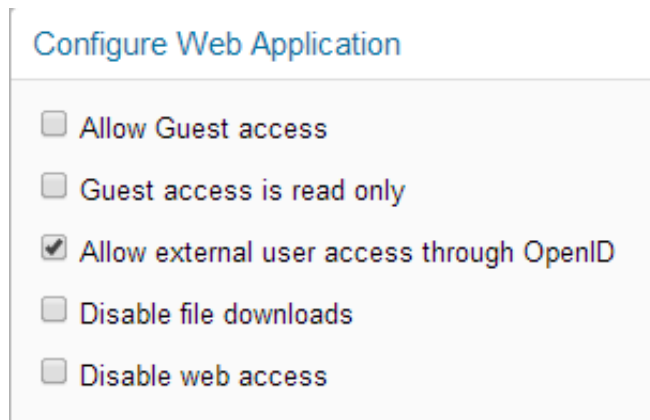 Configure Web Application
Allow Guest access
Guest access is read only
Allow external user access through OpenID
Disable file downloads
Disable web access